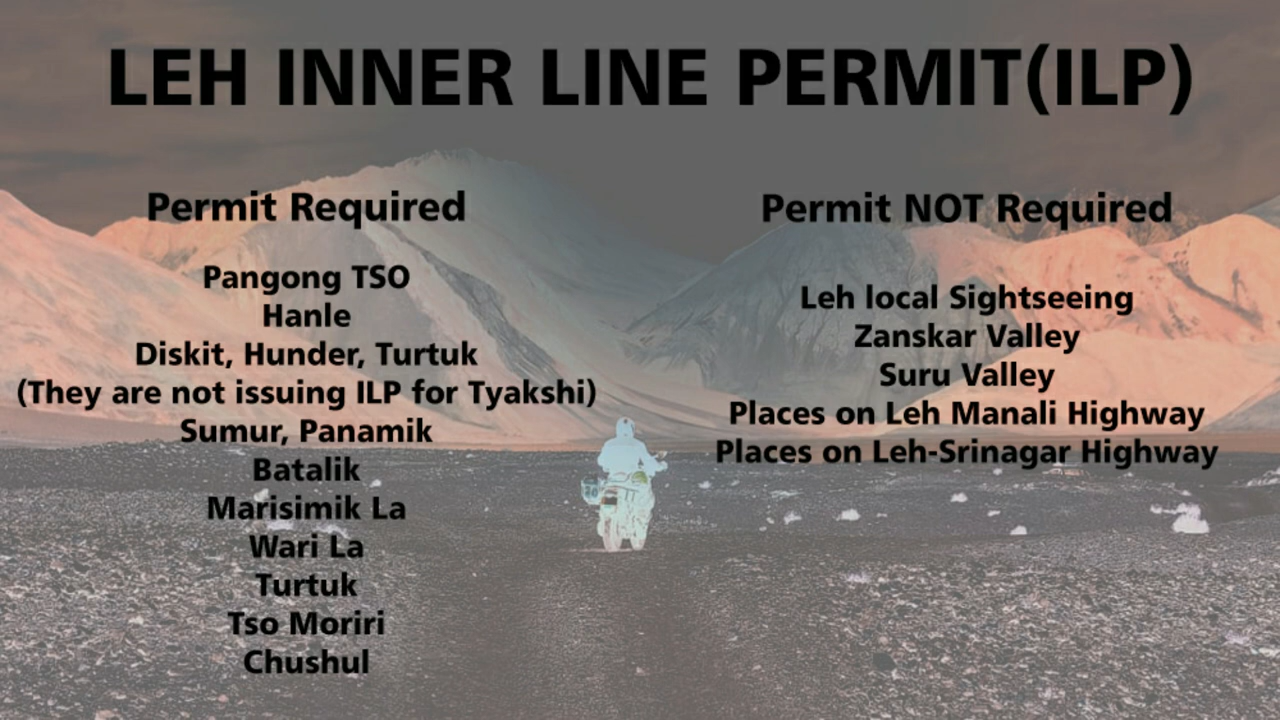 LEH INNER LINE PERMIT(ILP)
Permit Required
Pangong TSO
Hanle
Diskit, Hunder, Turtuk
(They are not issuing ILP for Tyakshi)
Sumur, Panamik
Batalik
Marisimik La
Wari La
Turtuk
Tso Moriri
Chushul
Permit NOT Required
Leh local Sightseeing
Zanskar Valley
Suru Valley
Places on Leh Manali Highway
Places on Leh-Srinagar Highway